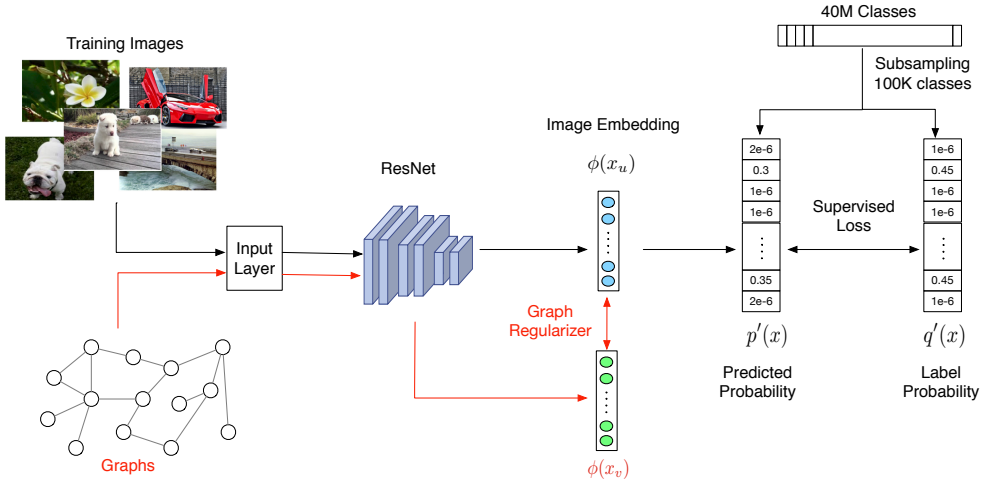 40M Classes
Training Images
Subsampling
100K classes
Image Embedding
ϕ(x_u)
ResNet
Input
Layer
2e-6
0.3
1e-6
1e-6
0.35
2e-6
Supervised
Loss
1e-6
0.45
1e-6
1e-6
0.45
1e-6
Graph
Regularizer
p′(x)
q′(x)
Predicted
Probability
Label
Probability
Graphs
ϕ(x_v)